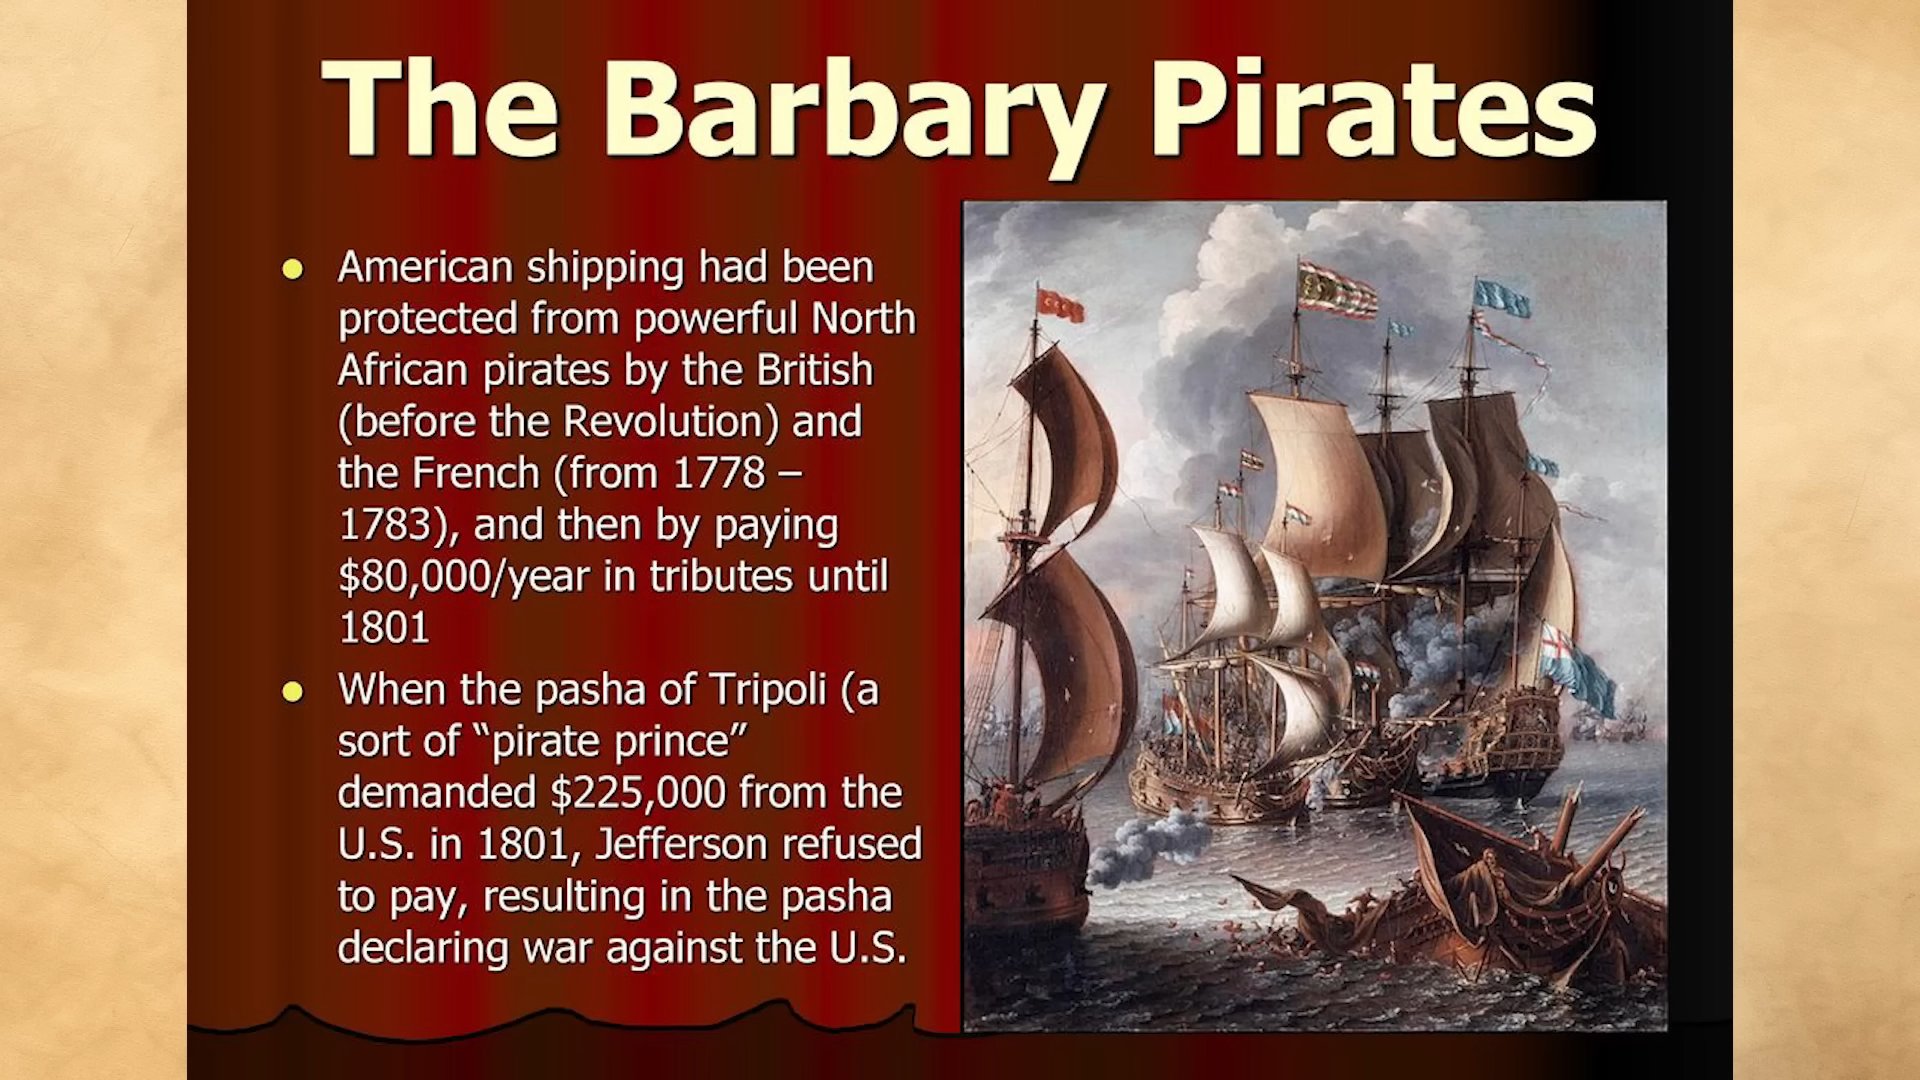 The Barbary Pirates
American shipping had been
protected from powerful North
African pirates by the British
(before the Revolution) and
the French (from 1778 –
1783), and then by paying
$80,000/year in tributes until
1801
When the pasha of Tripoli (a
sort of “pirate prince”
demanded $225,000 from the
U.S. in 1801, Jefferson refused
to pay, resulting in the pasha
declaring war against the U.S.